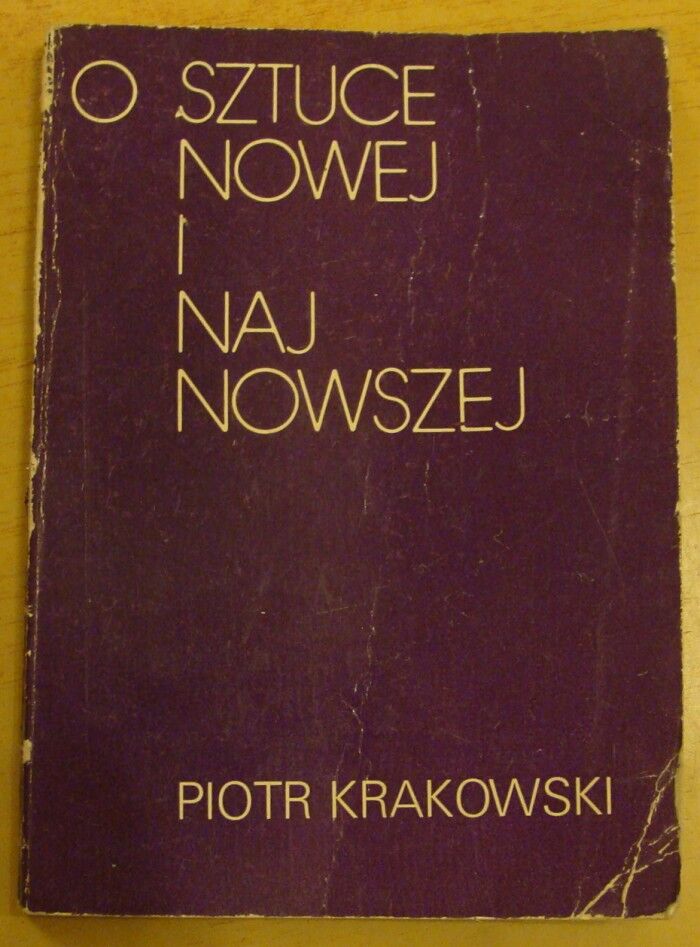 O SZTUCE
NOWEJ
I
NAJ
NOWSZEJ
PIOTR KRAKOWSKI